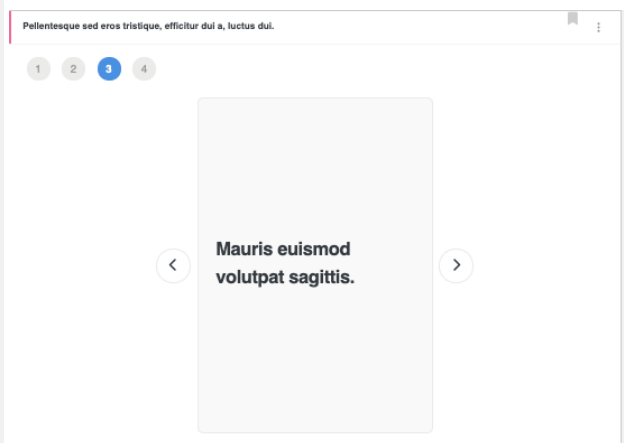 Pellentesque sed eros tristique, efficitur dui a, luctus dui.
1 2 3 4
Mauris euismod
volutpat sagittis.